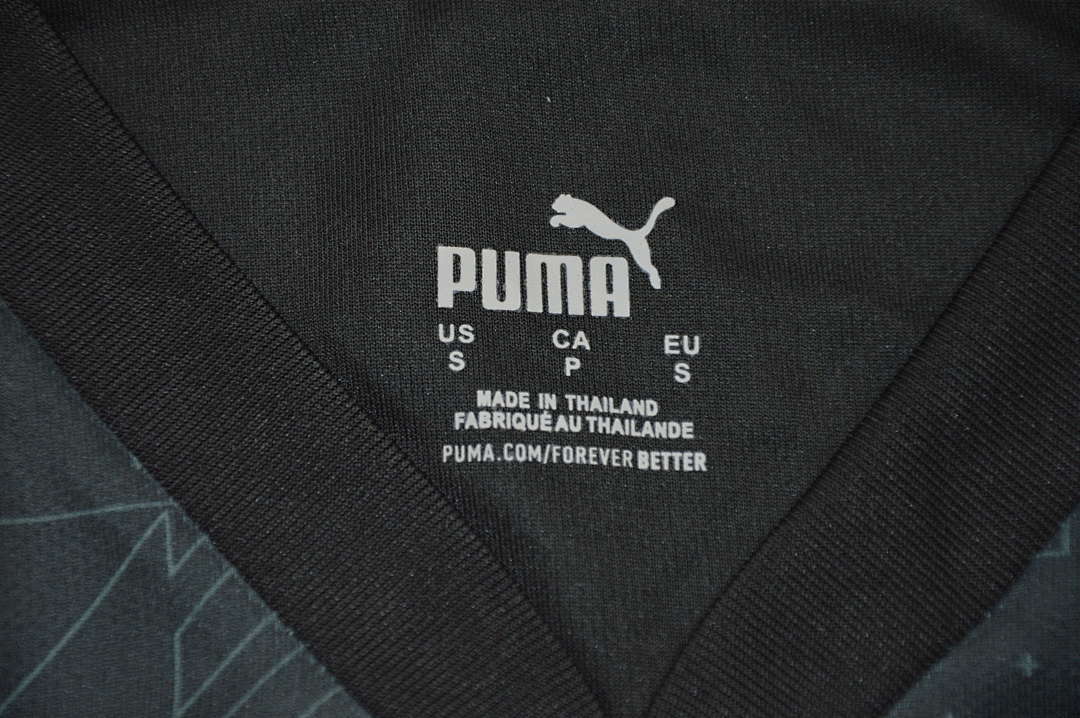 PUMA
US CA EU
S P S
MADE IN THAILAND
FABRIQUÉ AU THAILANDE
PUMA.COM/FOREVER BETTER